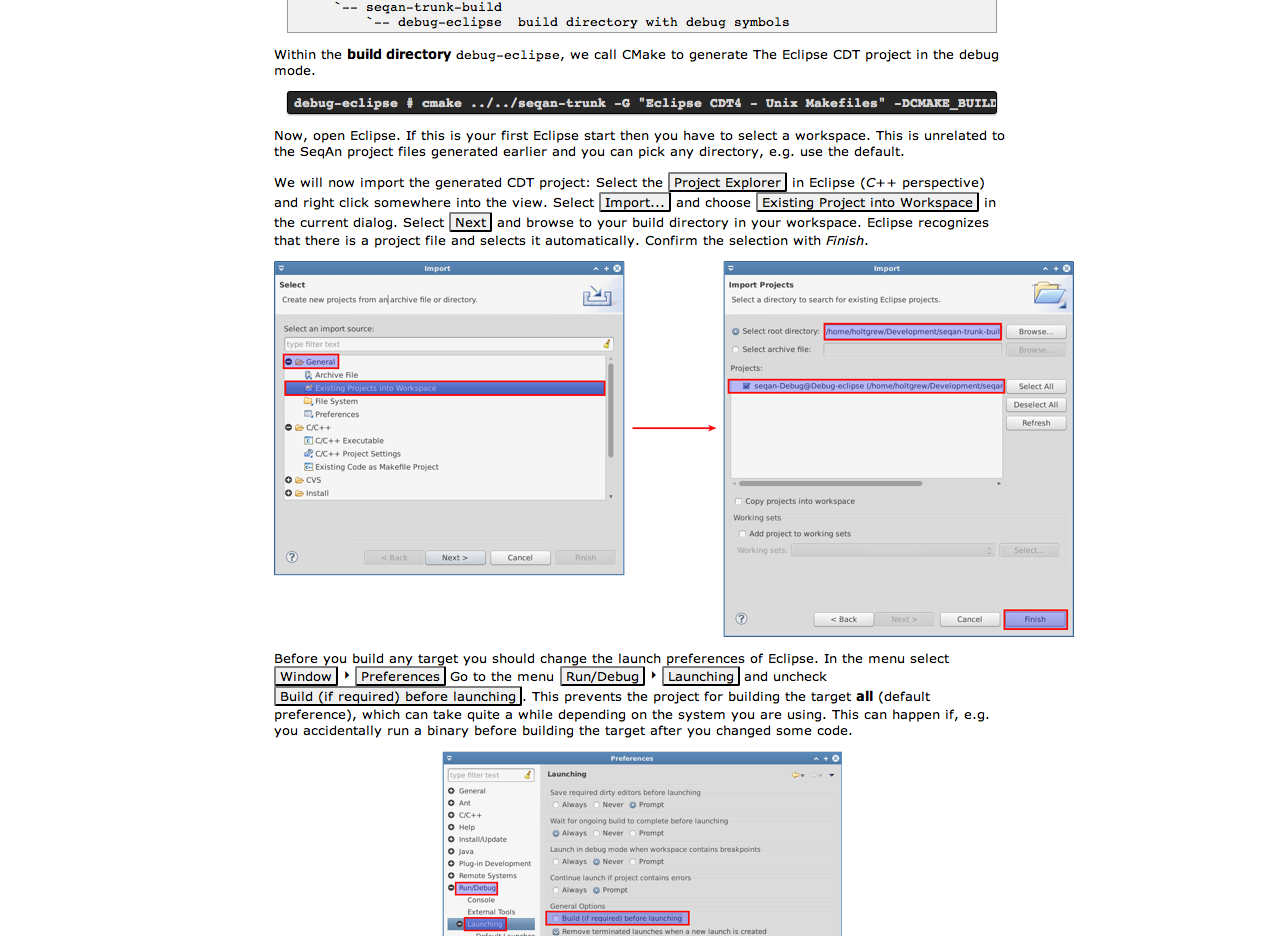 `-- seqan-trunk-build
`-- debug-eclipse  build directory with debug symbols
Within the build directory debug-eclipse, we call CMake to generate The Eclipse CDT project in the debug
mode.
debug-eclipse # cmake ../../seqan-trunk -G "Eclipse CDT4 - Unix Makefiles" -DCMAKE_BUILD
Now, open Eclipse. If this is your first Eclipse start then you have to select a workspace. This is unrelated to
the SeqAn project files generated earlier and you can pick any directory, e.g. use the default.
We will now import the generated CDT project: Select the Project Explorer in Eclipse (C++ perspective)
and right click somewhere into the view. Select Import... and choose Existing Project into Workspace in
the current dialog. Select Next and browse to your build directory in your workspace. Eclipse recognizes
that there is a project file and selects it automatically. Confirm the selection with Finish.
Import
Select
Create new projects from an archive file or directory.
Select an import source:
type filter text
General
Archive File
Existing Projects into Workspace
File System
Preferences
C/C++
C/C++ Executable
C/C++ Project Settings
Existing Code as Makefile Project
CVS
Install
< Back Next > Cancel Finish
Import
Import Projects
Select a directory to search for existing Eclipse projects.
Select root directory: /home/holtgrew/Development/seqan-trunk-buil Browse...
Select archive file: Browse...
Projects:
seqan-Debug@Debug-eclipse (/home/holtgrew/Development/seqan Select All
Deselect All
Refresh
Copy projects into workspace
Working sets
Add project to working sets
Working sets: Select...
< Back Next > Cancel Finish
Before you build any target you should change the launch preferences of Eclipse. In the menu select
Window ‣ Preferences Go to the menu Run/Debug ‣ Launching and uncheck
Build (if required) before launching. This prevents the project for building the target all (default
preference), which can take quite a while depending on the system you are using. This can happen if, e.g.
you accidentally run a binary before building the target after you changed some code.
Preferences
type filter text
General
Ant
C/C++
Help
Install/Update
Java
Plug-in Development
Remote Systems
Run/Debug
Console
External Tools
Launching
Default Launches
Launching
Save required dirty editors before launching
Always Never Prompt
Wait for ongoing build to complete before launching
Always Never Prompt
Launch in debug mode when workspace contains breakpoints
Always Never Prompt
Continue launch if project contains errors
Always Prompt
General Options
Build (if required) before launching
Remove terminated launches when a new launch is created